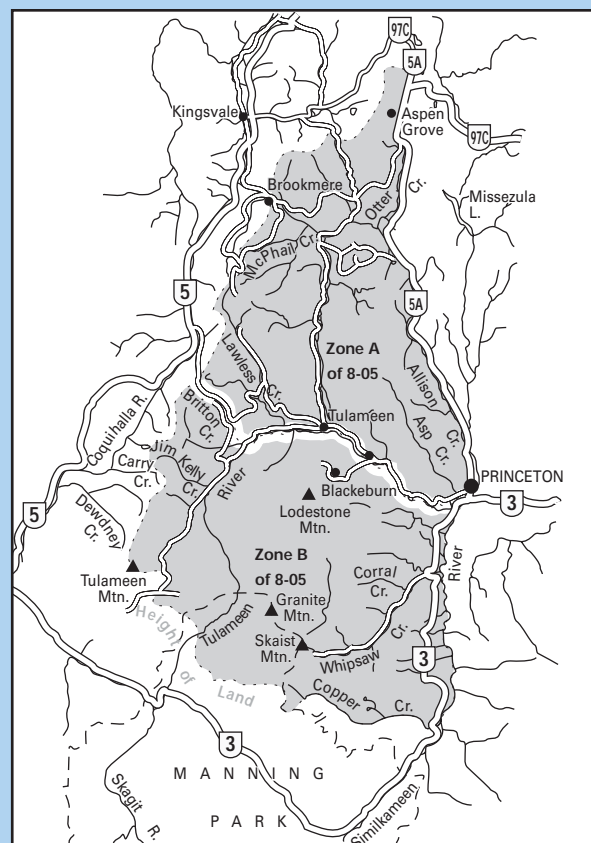 97C
5A
Kingsvale
Aspen
Grove
97C
Brookmere
Otter Cr.
Missezula
L.
McPhail Cr.
5
5A
Zone A
of 8-05
Lawless
Cr.
Allison
Cr.
Asp
Cr.
Britton
Cr.
Tulameen
Coquihalla R.
Jim Kelly
Cr.
Carry
Cr.
River
Blackeburn
PRINCETON
3
Lodestone
Mtn.
5
Dewdney
Cr.
Zone B
of 8-05
River
Tulameen
Mtn.
Corral
Cr.
Height
of
Land
Tulameen
Granite
Mtn.
Skaist
Mtn.
Whipsaw
Cr.
3
Copper
Cr.
3
MANNING
PARK
Skagit
R.
Similkameen